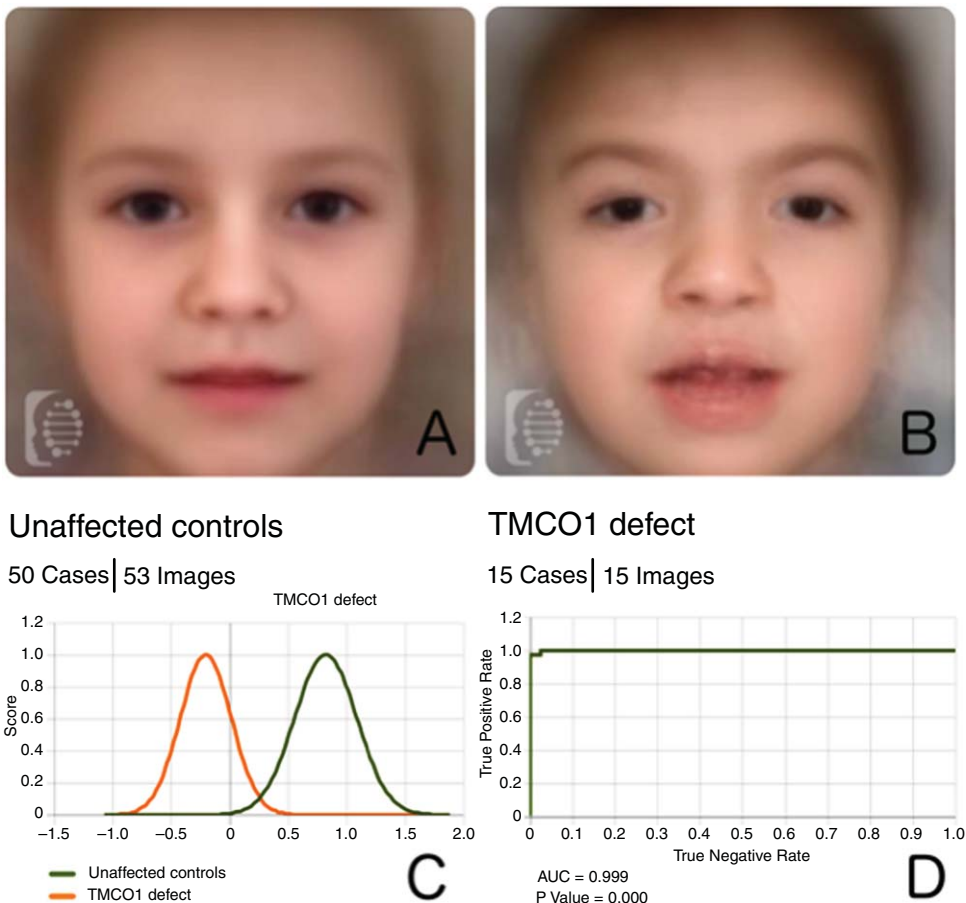 A
B
Unaffected controls
50 Cases | 53 Images
TMCO1 defect
15 Cases | 15 Images
TMCO1 defect
Score
1.2
1.0
0.8
0.6
0.4
0.2
0
−1.5 −1.0 −0.5 0 0.5 1.0 1.5 2.0
Unaffected controls
TMCO1 defect
C
True Positive Rate
1.2
1.0
0.8
0.6
0.4
0.2
0
0 0.1 0.2 0.3 0.4 0.5 0.6 0.7 0.8 0.9 1.0
True Negative Rate
AUC = 0.999
P Value = 0.000
D